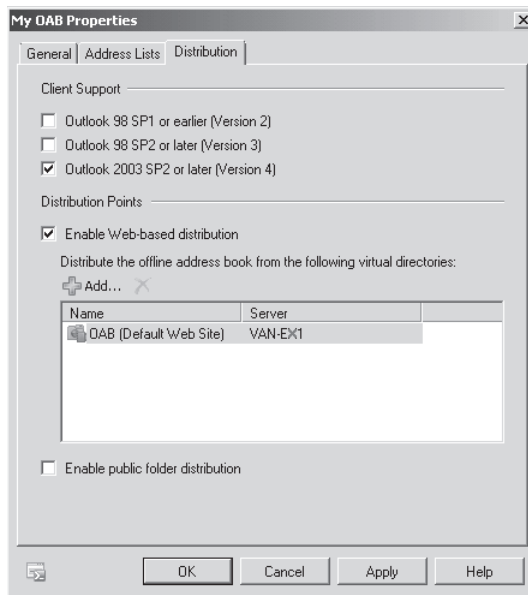 My OAB Properties
General Address Lists Distribution
Client Support
Outlook 98 SP1 or earlier (Version 2)
Outlook 98 SP2 or later (Version 3)
Outlook 2003 SP2 or later (Version 4)
Distribution Points
Enable Web-based distribution
Distribute the offline address book from the following virtual directories:
Add...
Name Server
OAB (Default Web Site) VAN-EX1
Enable public folder distribution
OK Cancel Apply Help